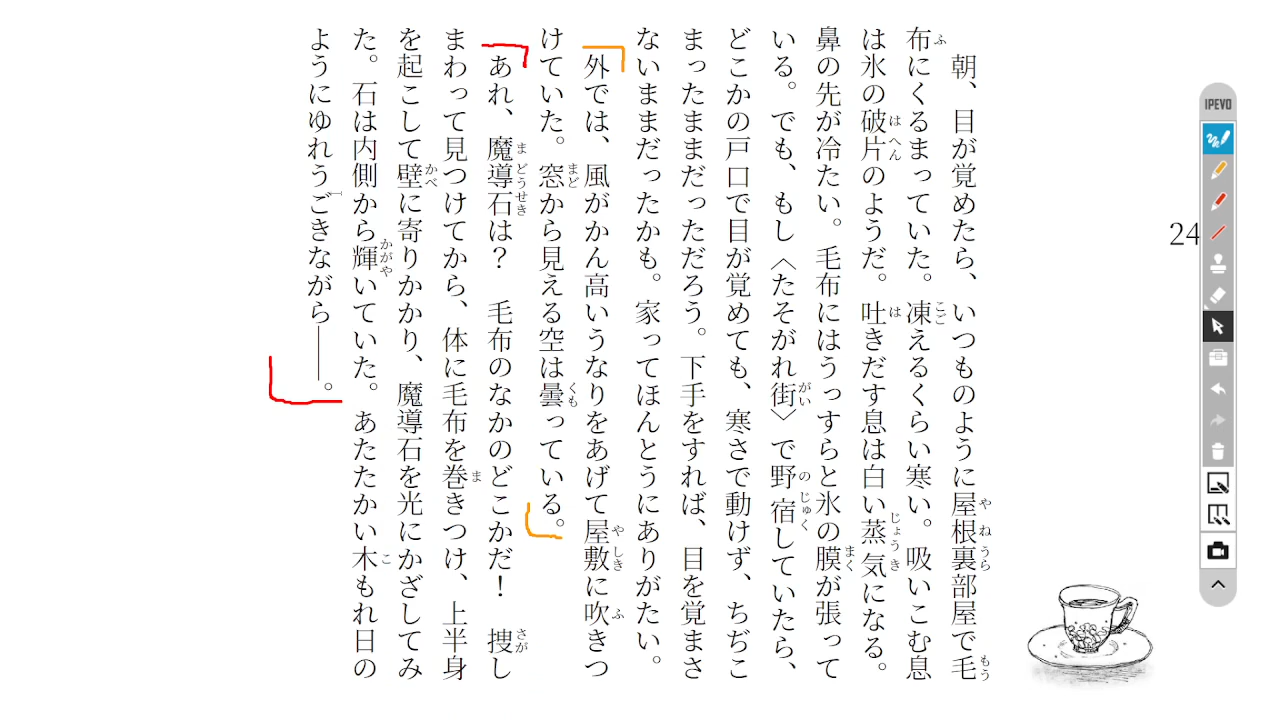 朝、目が覚めたら、いつものように屋根裏部屋で毛
布にくるまっていた。凍えるくらい寒い。吸いこむ息
は氷の破片のようだ。吐きだす息は白い蒸気になる。
鼻の先が冷たい。毛布にはうっすらと氷の膜が張って
いる。でも、もし〈たそがれ街〉で野宿していたら、
どこかの戸口で目が覚めても、寒さで動けず、ちぢこ
まったままだっただろう。下手をすれば、目を覚まさ
ないままだったかも。家ってほんとうにありがたい。
外では、風がかん高いうなりをあげて屋敷に吹きつ
けていた。窓から見える空は曇っている。
あれ、魔導石は？　毛布のなかのどこかだ！　捜し
まわって見つけてから、体に毛布を巻きつけ、上半身
を起こして壁に寄りかかり、魔導石を光にかざしてみ
た。石は内側から輝いていた。あたたかい木もれ日の
ようにゆれうごきながら――。
24
IPEVO